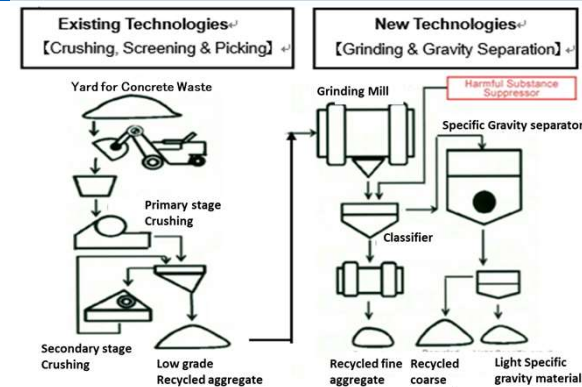 Existing Technologies
【Crushing, Screening & Picking】
New Technologies
【Grinding & Gravity Separation】
Yard for Concrete Waste
Grinding Mill
Harmful Substance
Suppressor
Specific Gravity separator
Primary stage
Crushing
Classifier
Secondary stage
Crushing
Low grade
Recycled aggregate
Recycled fine
aggregate
Recycled
coarse
Light Specific
gravity material